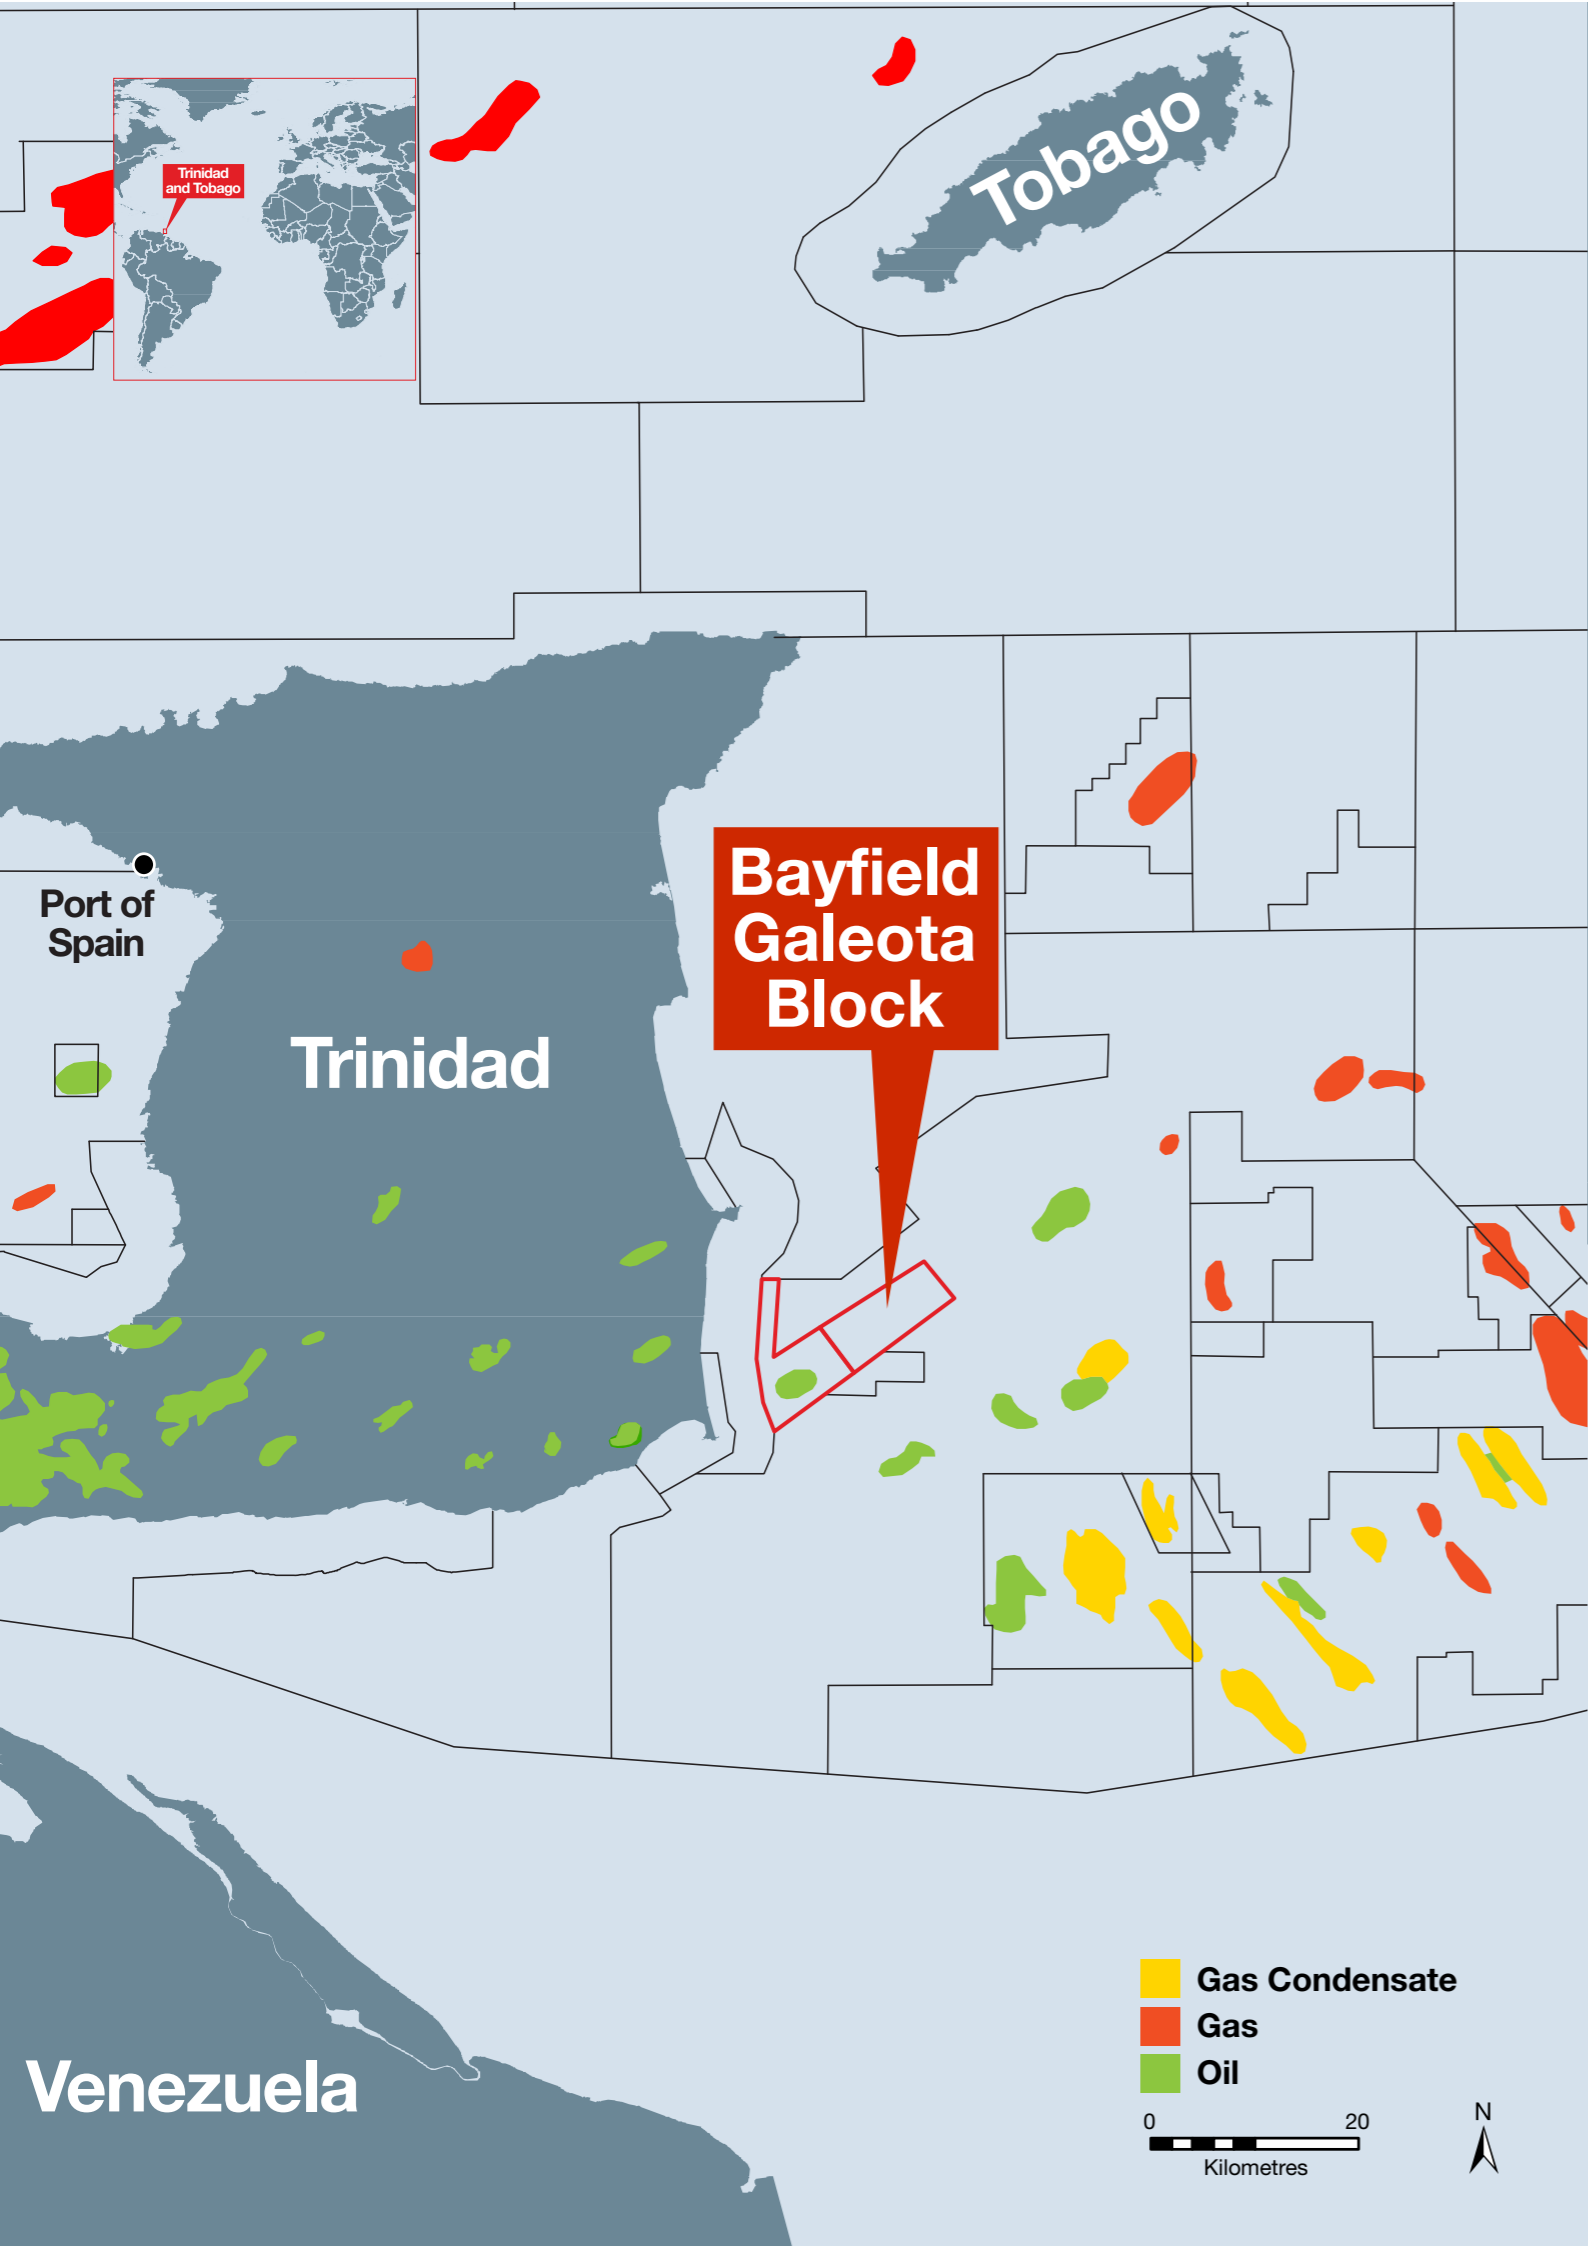 Tobago
Trinidad
and Tobago
Bayfield
Galeota
Block
Port of
Spain
Trinidad
Venezuela
Gas Condensate
Gas
Oil
0 20
Kilometres
N